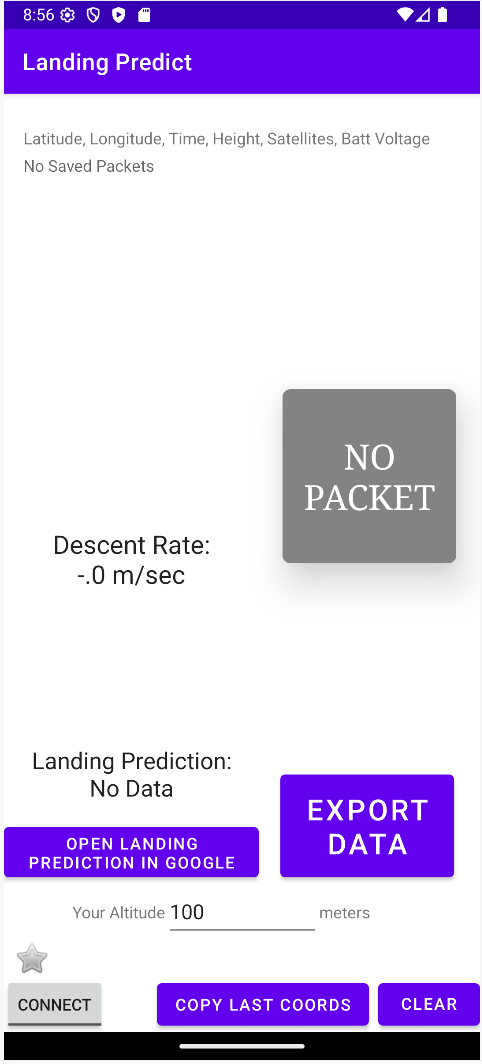 8:56
Landing Predict
Latitude, Longitude, Time, Height, Satellites, Batt Voltage
No Saved Packets
NO
PACKET
Descent Rate:
-.0 m/sec
Landing Prediction:
No Data
OPEN LANDING
PREDICTION IN GOOGLE
EXPORT
DATA
Your Altitude 100 meters
CONNECT
COPY LAST COORDS
CLEAR